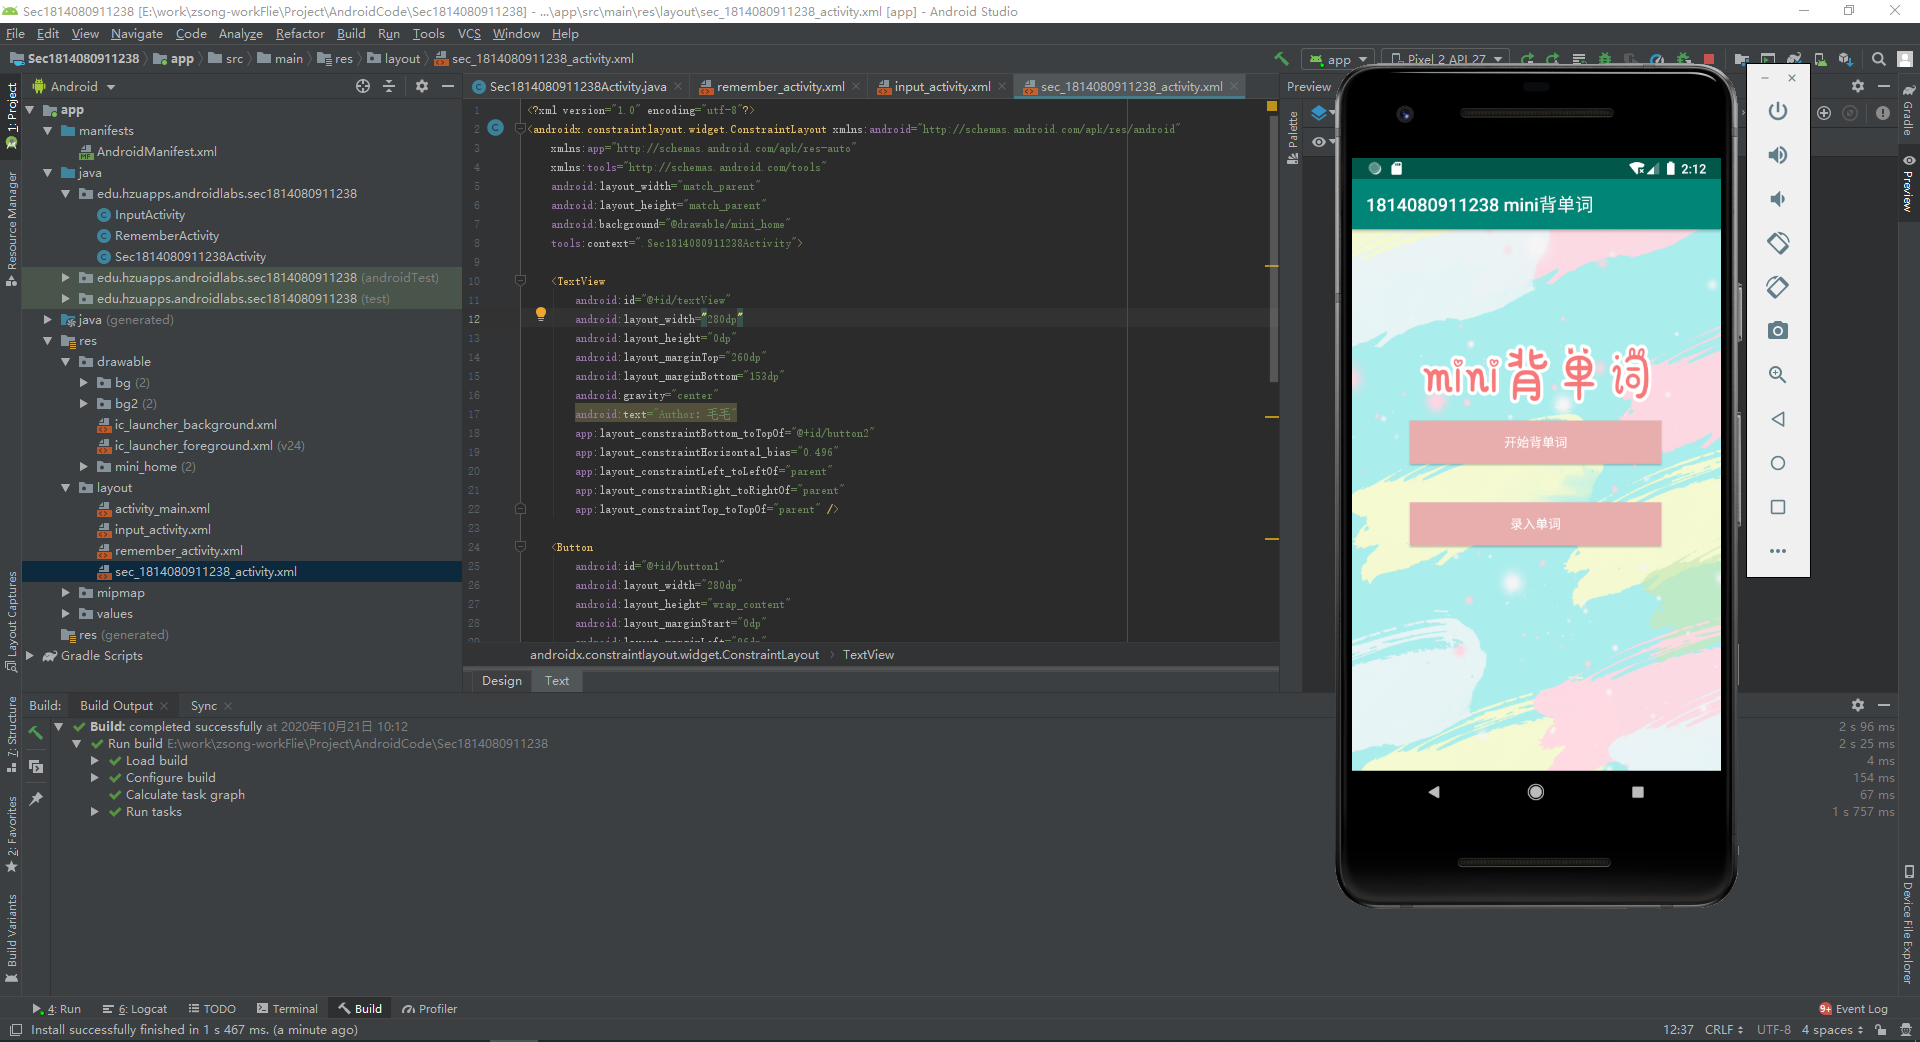 Sec1814080911238 [E:\work\zsong-workFlie\Project\AndroidCode\Sec1814080911238] - ...\app\src\main\res\layout\sec_1814080911238_activity.xml [app] - Android Studio
File Edit View Navigate Code Analyze Refactor Build Run Tools VCS Window Help
Sec1814080911238 app src main res layout sec_1814080911238_activity.xml
app Pixel 2 API 27
Android
Sec1814080911238Activity.java remember_activity.xml input_activity.xml sec_1814080911238_activity.xml
Preview
1: Project
Resource Manager
Layout Captures
7: Structure
2: Favorites
Build Variants
app
manifests
AndroidManifest.xml
java
edu.hzuapps.androidlabs.sec1814080911238
InputActivity
RememberActivity
Sec1814080911238Activity
edu.hzuapps.androidlabs.sec1814080911238 (androidTest)
edu.hzuapps.androidlabs.sec1814080911238 (test)
java (generated)
res
drawable
bg (2)
bg2 (2)
ic_launcher_background.xml
ic_launcher_foreground.xml (v24)
mini_home (2)
layout
activity_main.xml
input_activity.xml
remember_activity.xml
sec_1814080911238_activity.xml
mipmap
values
res (generated)
Gradle Scripts
1 <?xml version="1.0" encoding="utf-8"?>
2 <androidx.constraintlayout.widget.ConstraintLayout xmlns:android="http://schemas.android.com/apk/res/android"
3 xmlns:app="http://schemas.android.com/apk/res-auto"
4 xmlns:tools="http://schemas.android.com/tools"
5 android:layout_width="match_parent"
6 android:layout_height="match_parent"
7 android:background="@drawable/mini_home"
8 tools:context=".Sec1814080911238Activity">
9
10 <TextView
11 android:id="@+id/textView"
12 android:layout_width="280dp"
13 android:layout_height="0dp"
14 android:layout_marginTop="260dp"
15 android:layout_marginBottom="153dp"
16 android:gravity="center"
17 android:text="Author: 毛毛"
18 app:layout_constraintBottom_toTopOf="@+id/button2"
19 app:layout_constraintHorizontal_bias="0.496"
20 app:layout_constraintLeft_toLeftOf="parent"
21 app:layout_constraintRight_toRightOf="parent"
22 app:layout_constraintTop_toTopOf="parent" />
23
24 <Button
25 android:id="@+id/button1"
26 android:layout_width="280dp"
27 android:layout_height="wrap_content"
28 android:layout_marginStart="0dp"
androidx.constraintlayout.widget.ConstraintLayout TextView
Design Text
Palette
Gradle
Preview
Device File Explorer
2:12
1814080911238 mini背单词
mini背单词
开始背单词
录入单词
Build: Build Output Sync
Build: completed successfully at 2020年10月21日 10:12 2 s 96 ms
Run build E:\work\zsong-workFlie\Project\AndroidCode\Sec1814080911238 2 s 25 ms
Load build 4 ms
Configure build 154 ms
Calculate task graph 67 ms
Run tasks 1 s 757 ms
4: Run 6: Logcat TODO Terminal Build Profiler 9+ Event Log
Install successfully finished in 1 s 467 ms. (a minute ago) 12:37 CRLF UTF-8 4 spaces